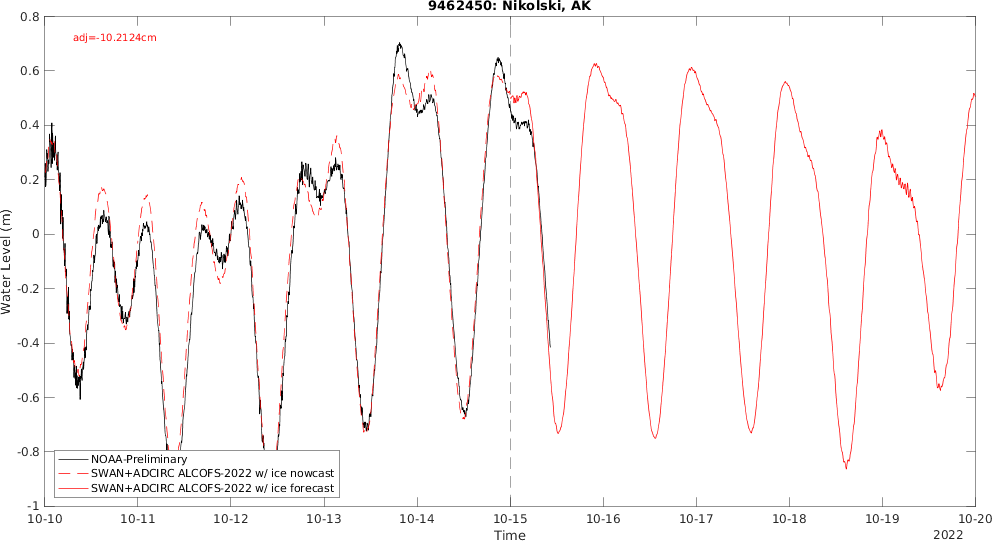 9462450: Nikolski, AK
adj=-10.2124cm
0.8
0.6
0.4
0.2
0
-0.2
-0.4
-0.6
-0.8
-1
Water Level (m)
NOAA-Preliminary
SWAN+ADCIRC ALCOFS-2022 w/ ice nowcast
SWAN+ADCIRC ALCOFS-2022 w/ ice forecast
10-10 10-11 10-12 10-13 10-14 10-15 10-16 10-17 10-18 10-19 10-20
Time
2022